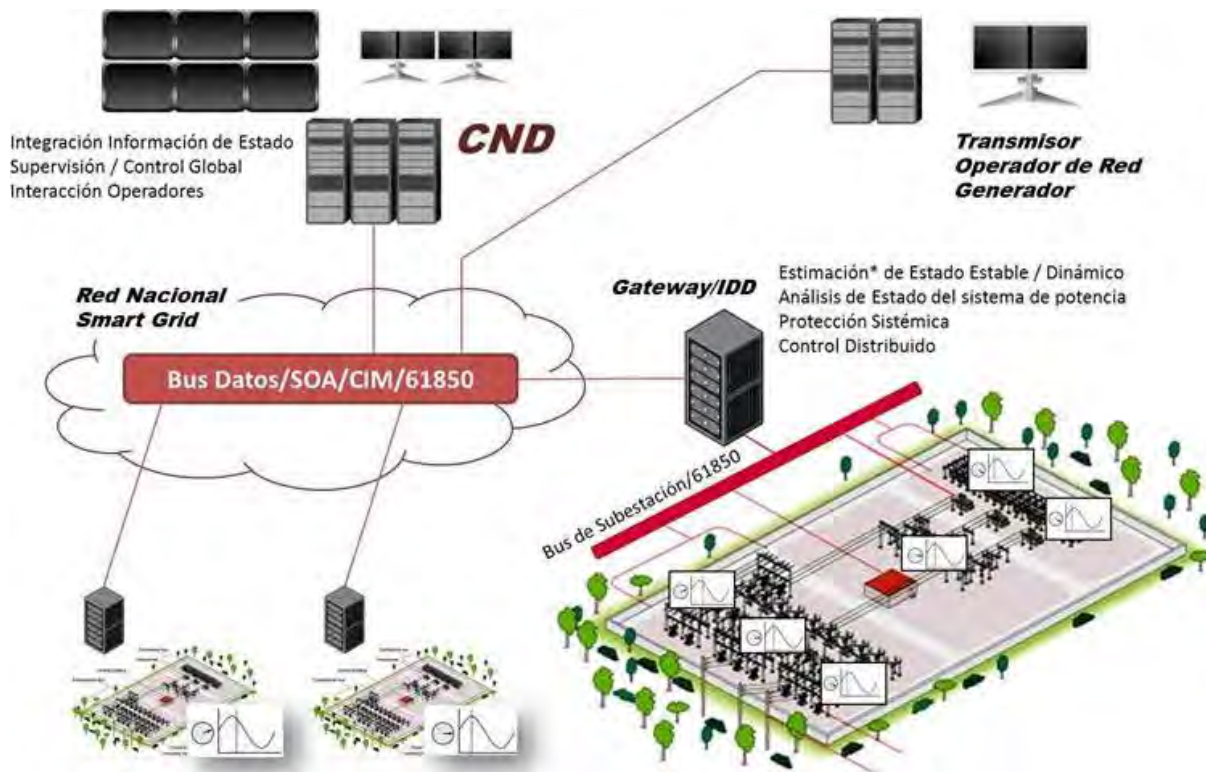 CND
Integración Información de Estado
Supervisión / Control Global
Interacción Operadores
Transmisor
Operador de Red
Generador
Red Nacional
Smart Grid
Gateway/IDD
Estimación* de Estado Estable / Dinámico
Análisis de Estado del sistema de potencia
Protección Sistémica
Control Distribuido
Bus Datos/SOA/CIM/61850
Bus de Subestación/61850